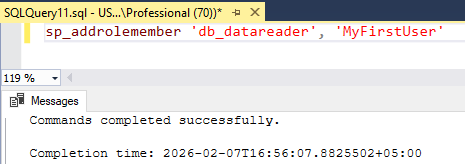 SQLQuery11.sql - US...\Professional (70))*
sp_addrolemember 'db_datareader', 'MyFirstUser'
119 %
Messages
Commands completed successfully.
Completion time: 2026-02-07T16:56:07.8825502+05:00